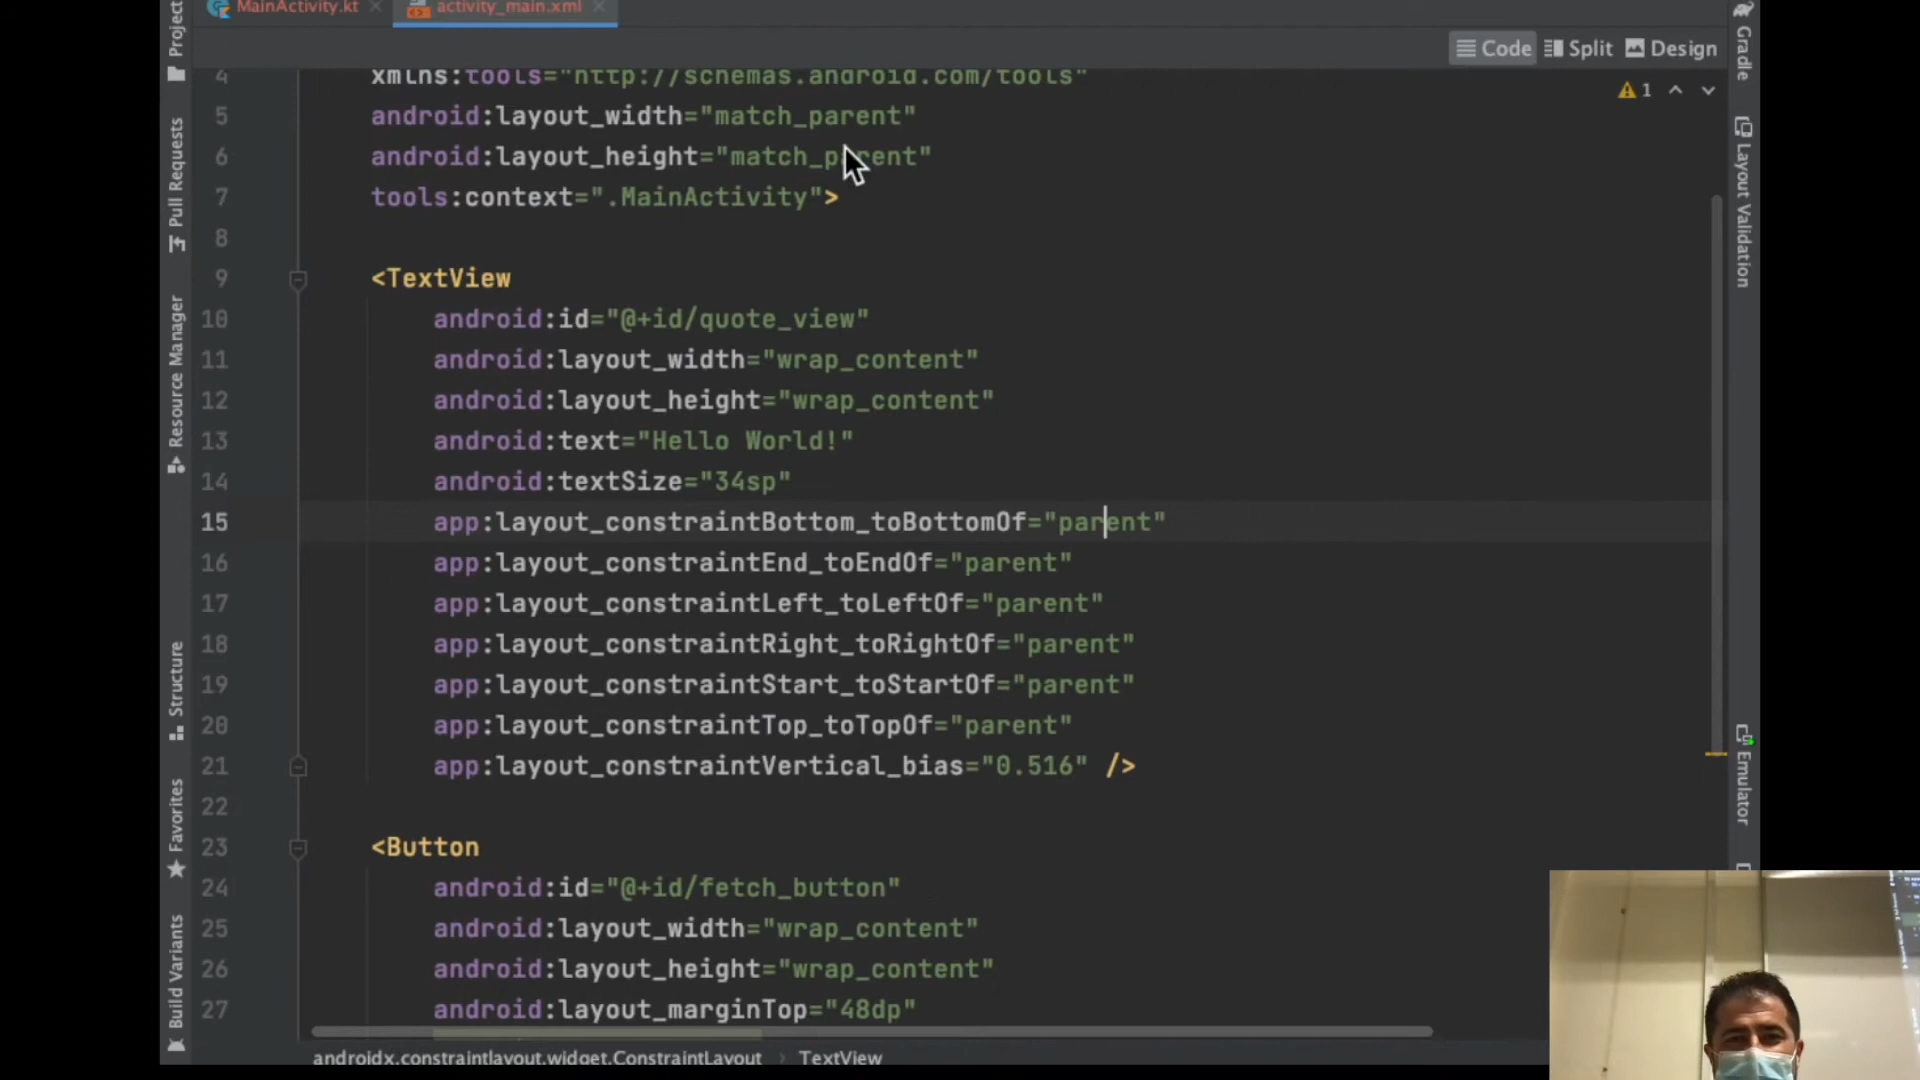 MainActivity.kt
activity_main.xml
Code
Split
Design
Project
Pull Requests
Resource Manager
Structure
Favorites
Build Variants
Gradle
Layout Validation
Emulator
1
4 xmlns:tools="http://schemas.android.com/tools"
5 android:layout_width="match_parent"
6 android:layout_height="match_parent"
7 tools:context=".MainActivity">
8
9 <TextView
10 android:id="@+id/quote_view"
11 android:layout_width="wrap_content"
12 android:layout_height="wrap_content"
13 android:text="Hello World!"
14 android:textSize="34sp"
15 app:layout_constraintBottom_toBottomOf="parent"
16 app:layout_constraintEnd_toEndOf="parent"
17 app:layout_constraintLeft_toLeftOf="parent"
18 app:layout_constraintRight_toRightOf="parent"
19 app:layout_constraintStart_toStartOf="parent"
20 app:layout_constraintTop_toTopOf="parent"
21 app:layout_constraintVertical_bias="0.516" />
22
23 <Button
24 android:id="@+id/fetch_button"
25 android:layout_width="wrap_content"
26 android:layout_height="wrap_content"
27 android:layout_marginTop="48dp"
androidx.constraintlayout.widget.ConstraintLayout › TextView